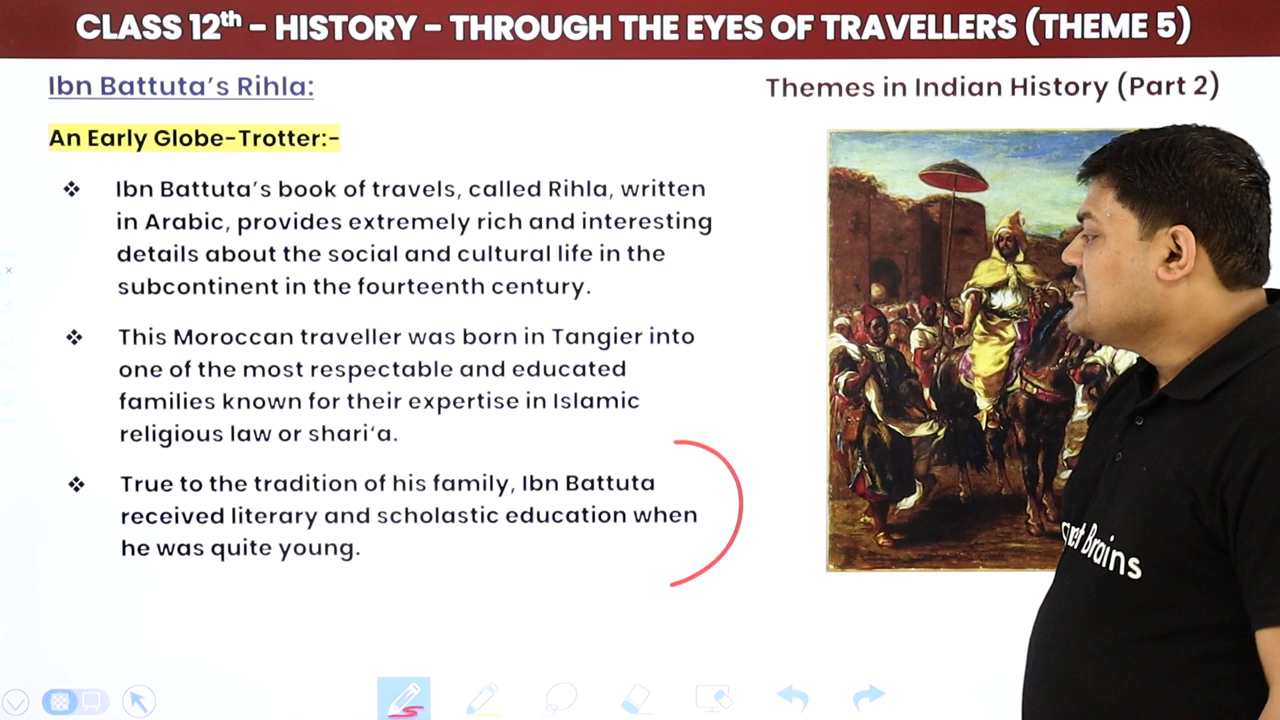 CLASS 12th - HISTORY - THROUGH THE EYES OF TRAVELLERS (THEME 5)
Ibn Battuta's Rihla:
Themes in Indian History (Part 2)
An Early Globe-Trotter:-
❖ Ibn Battuta's book of travels, called Rihla, written
in Arabic, provides extremely rich and interesting
details about the social and cultural life in the
subcontinent in the fourteenth century.
❖ This Moroccan traveller was born in Tangier into
one of the most respectable and educated
families known for their expertise in Islamic
religious law or shari‘a.
❖ True to the tradition of his family, Ibn Battuta
received literary and scholastic education when
he was quite young.
Brains